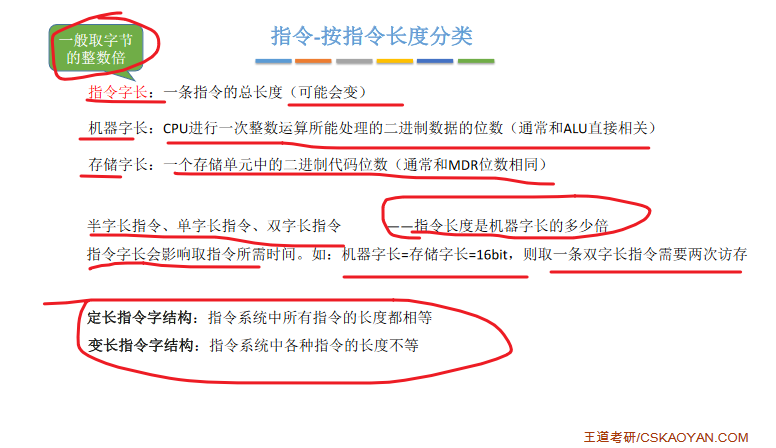 一般取字节
的整数倍
指令-按指令长度分类
指令字长：一条指令的总长度（可能会变）
机器字长：CPU进行一次整数运算所能处理的二进制数据的位数（通常和ALU直接相关）
存储字长：一个存储单元中的二进制代码位数（通常和MDR位数相同）
半字长指令、单字长指令、双字长指令 ——指令长度是机器字长的多少倍
指令字长会影响取指令所需时间。如：机器字长=存储字长=16bit，则取一条双字长指令需要两次访存
定长指令字结构：指令系统中所有指令的长度都相等
变长指令字结构：指令系统中各种指令的长度不等
王道考研/CSKAOYAN.COM